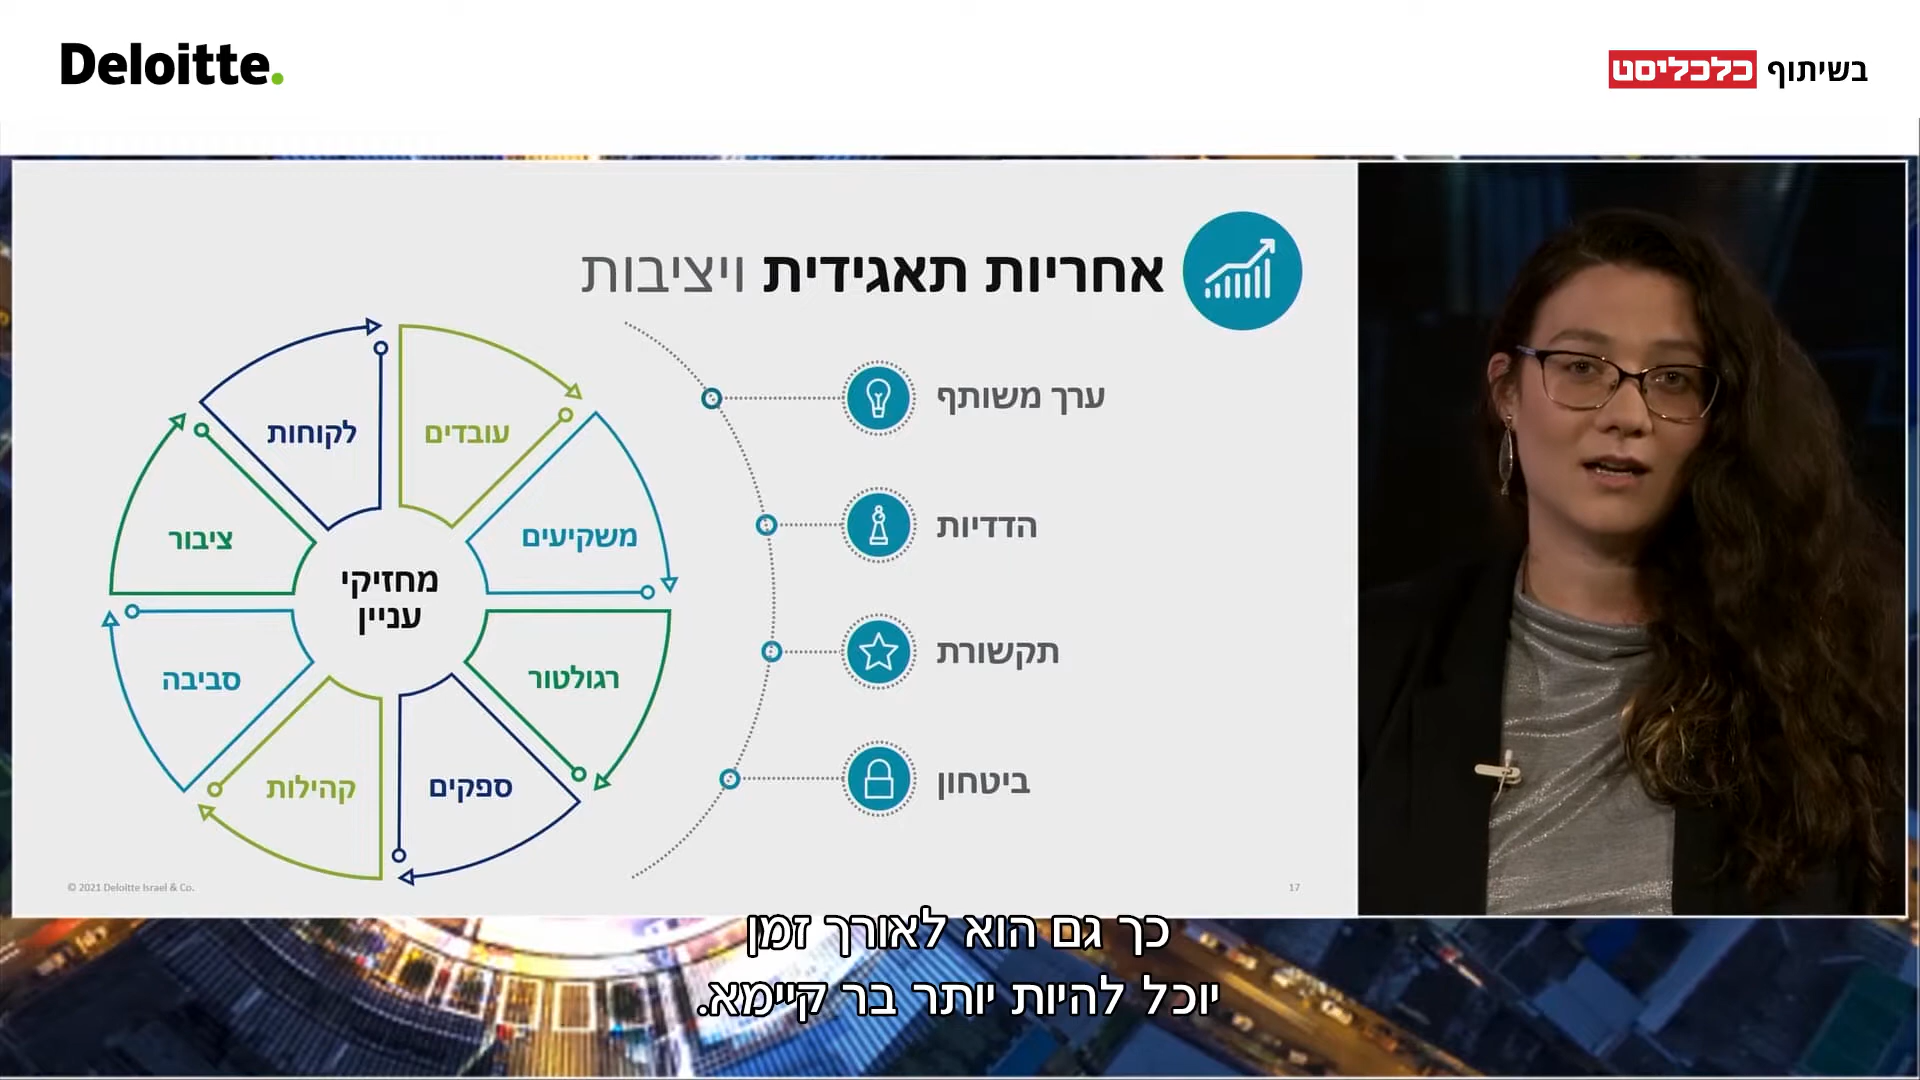 Deloitte.
בשיתוף כלכליסט
אחריות תאגידית ויציבות
ערך משותף
הדדיות
תקשורת
ביטחון
מחזיקי
עניין
עובדים
משקיעים
רגולטור
ספקים
קהילות
סביבה
ציבור
לקוחות
© 2021 Deloitte Israel & Co.
17
כך גם הוא לאורך זמן
יוכל להיות יותר בר קיימא.